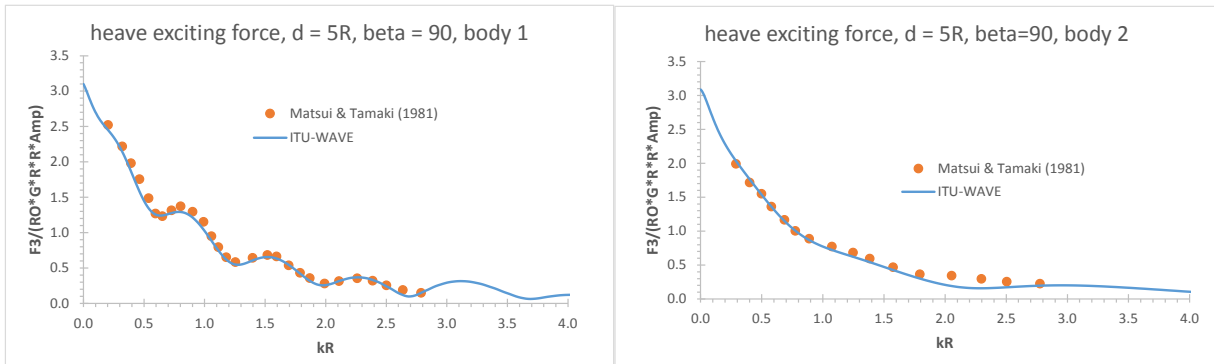 heave exciting force, d = 5R, beta = 90, body 1
3.5
3.0
2.5
2.0
1.5
1.0
0.5
0.0
F3/(RO*G*R*R*Amp)
Matsui & Tamaki (1981)
ITU-WAVE
0.0 0.5 1.0 1.5 2.0 2.5 3.0 3.5 4.0
kR
heave exciting force, d = 5R, beta=90, body 2
3.5
3.0
2.5
2.0
1.5
1.0
0.5
0.0
F3/(RO*G*R*R*Amp)
Matsui & Tamaki (1981)
ITU-WAVE
0.0 0.5 1.0 1.5 2.0 2.5 3.0 3.5 4.0
kR